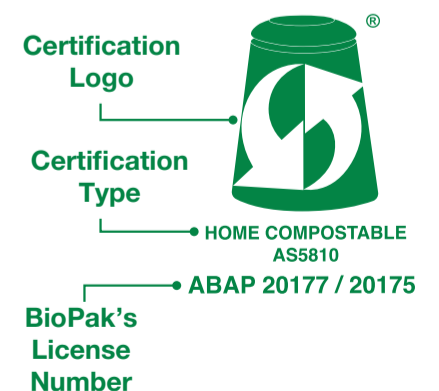 Certification
Logo
®
Certification
Type
HOME COMPOSTABLE
AS5810
ABAP 20177 / 20175
BioPak's
License
Number